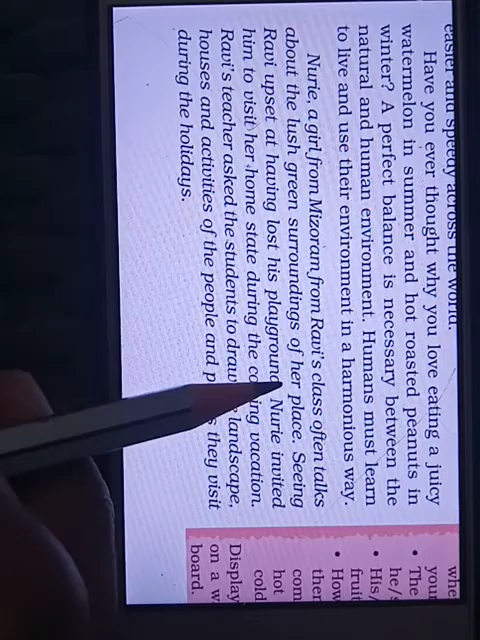 easier and speedy across the world.
Have you ever thought why you love eating a juicy
watermelon in summer and hot roasted peanuts in
winter? A perfect balance is necessary between the
natural and human environment. Humans must learn
to live and use their environment in a harmonious way.
Nurie, a girl from Mizoram from Ravi's class often talks
about the lush green surroundings of her place. Seeing
Ravi upset at having lost his playground, Nurie invited
him to visit her home state during the coming vacation.
Ravi's teacher asked the students to draw landscape,
houses and activities of the people and they visit
during the holidays.
whe
your
• The
he/s
• His/
fruit
• How
ther
com
hot
cold
Display
on a w
board.